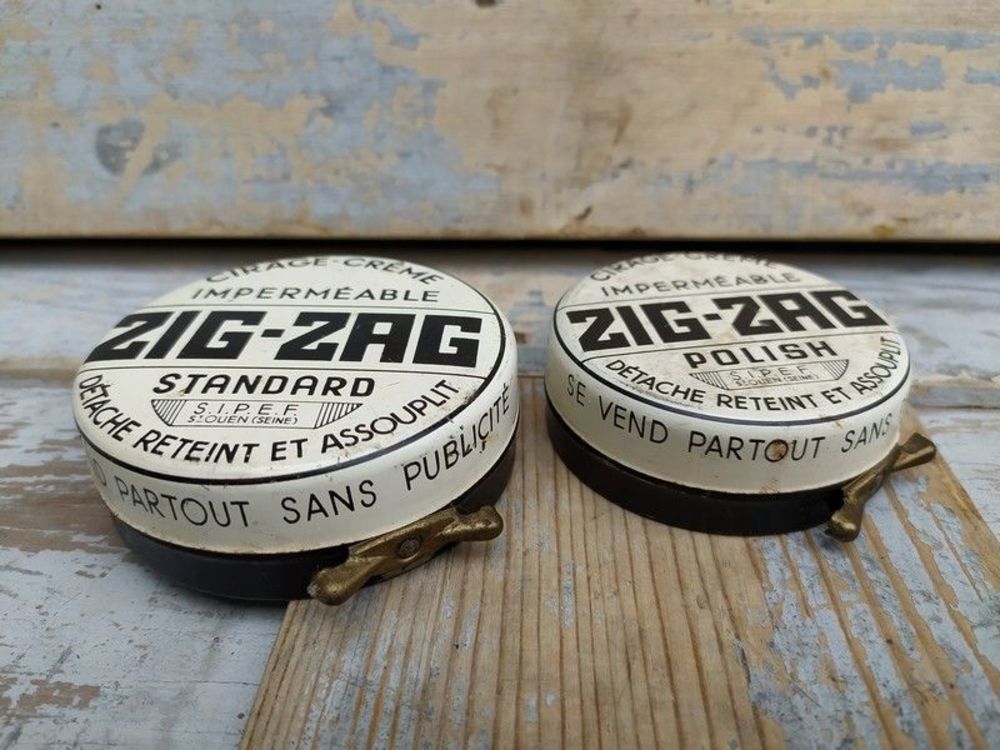 CIRAGE-CRÈME
IMPERMÉABLE
ZIG-ZAG
STANDARD
S.I.P.E.F.
ST OUEN (SEINE)
DÉTACHE RETEINT ET ASSOUPLIT
PARTOUT SANS PUBLICITÉ
CIRAGE-CRÈME
IMPERMÉABLE
ZIG-ZAG
POLISH
S.I.P.E.F.
ST OUEN (SEINE)
DÉTACHE RETEINT ET ASSOUPLIT
SE VEND PARTOUT SANS